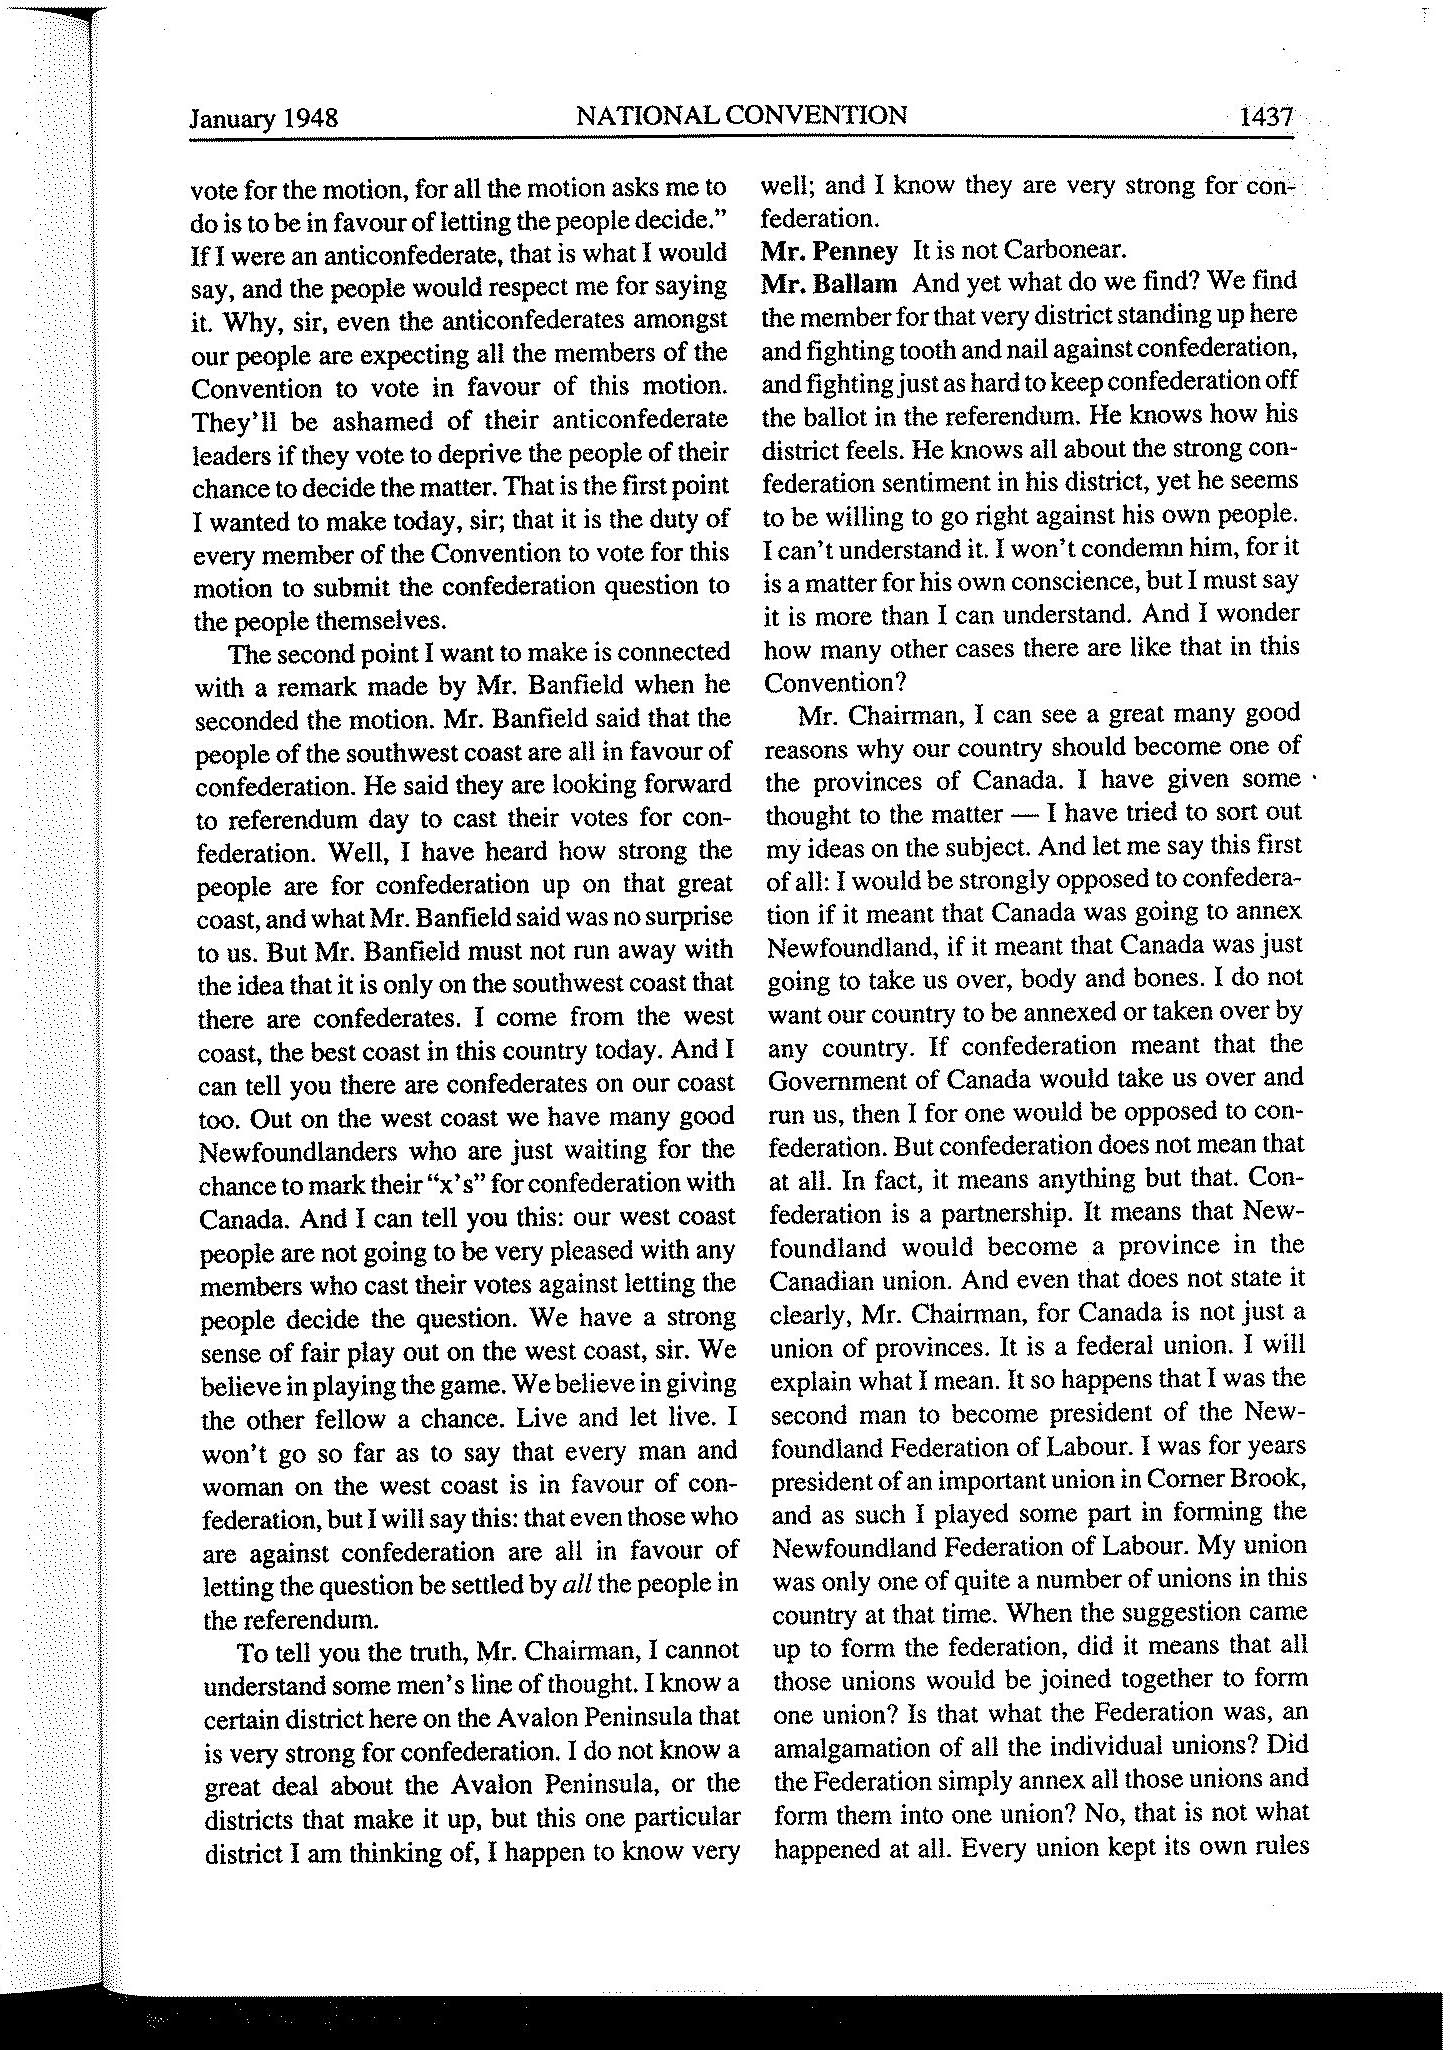 January 1948
NATIONAL CONVENTION
1437
vote for the motion, for all the motion asks me to
do is to be in favour of letting the people decide."
If I were an anticonfederate, that is what I would
say, and the people would respect me for saying
it. Why, sir, even the anticonfederates amongst
our people are expecting all the members of the
Convention to vote in favour of this motion.
They'll be ashamed of their anticonfederate
leaders if they vote to deprive the people of their
chance to decide the matter. That is the first point
I wanted to make today, sir; that it is the duty of
every member of the Convention to vote for this
motion to submit the confederation question to
the people themselves.
The second point I want to make is connected
with a remark made by Mr. Banfield when he
seconded the motion. Mr. Banfield said that the
people of the southwest coast are all in favour of
confederation. He said they are looking forward
to referendum day to cast their votes for con-
federation. Well, I have heard how strong the
people are for confederation up on that great
coast, and what Mr. Banfield said was no surprise
to us. But Mr. Banfield must not run away with
the idea that it is only on the southwest coast that
there are confederates. I come from the west
coast, the best coast in this country today. And I
can tell you there are confederates on our coast
too. Out on the west coast we have many good
Newfoundlanders who are just waiting for the
chance to mark their "x's" for confederation with
Canada. And I can tell you this: our west coast
people are not going to be very pleased with any
members who cast their votes against letting the
people decide the question. We have a strong
sense of fair play out on the west coast, sir. We
believe in playing the game. We believe in giving
the other fellow a chance. Live and let live. I
won't go so far as to say that every man and
woman on the west coast is in favour of con-
federation, but I will say this: that even those who
are against confederation are all in favour of
letting the question be settled by all the people in
the referendum.
To tell you the truth, Mr. Chairman, I cannot
understand some men's line of thought. I know a
certain district here on the Avalon Peninsula that
is very strong for confederation. I do not know a
great deal about the Avalon Peninsula, or the
districts that make it up, but this one particular
district I am thinking of, I happen to know very
well; and I know they are very strong for con-
federation.
Mr. Penney It is not Carbonear.
Mr. Ballam And yet what do we find? We find
the member for that very district standing up here
and fighting tooth and nail against confederation,
and fighting just as hard to keep confederation off
the ballot in the referendum. He knows how his
district feels. He knows all about the strong con-
federation sentiment in his district, yet he seems
to be willing to go right against his own people.
I can't understand it. I won't condemn him, for it
is a matter for his own conscience, but I must say
it is more than I can understand. And I wonder
how many other cases there are like that in this
Convention?
Mr. Chairman, I can see a great many good
reasons why our country should become one of
the provinces of Canada. I have given some
thought to the matter — I have tried to sort out
my ideas on the subject. And let me say this first
of all: I would be strongly opposed to confedera-
tion if it meant that Canada was going to annex
Newfoundland, if it meant that Canada was just
going to take us over, body and bones. I do not
want our country to be annexed or taken over by
any country. If confederation meant that the
Government of Canada would take us over and
run us, then I for one would be opposed to con-
federation. But confederation does not mean that
at all. In fact, it means anything but that. Con-
federation is a partnership. It means that New-
foundland would become a province in the
Canadian union. And even that does not state it
clearly, Mr. Chairman, for Canada is not just a
union of provinces. It is a federal union. I will
explain what I mean. It so happens that I was the
second man to become president of the New-
foundland Federation of Labour. I was for years
president of an important union in Corner Brook,
and as such I played some part in forming the
Newfoundland Federation of Labour. My union
was only one of quite a number of unions in this
country at that time. When the suggestion came
up to form the federation, did it means that all
those unions would be joined together to form
one union? Is that what the Federation was, an
amalgamation of all the individual unions? Did
the Federation simply annex all those unions and
form them into one union? No, that is not what
happened at all. Every union kept its own rules